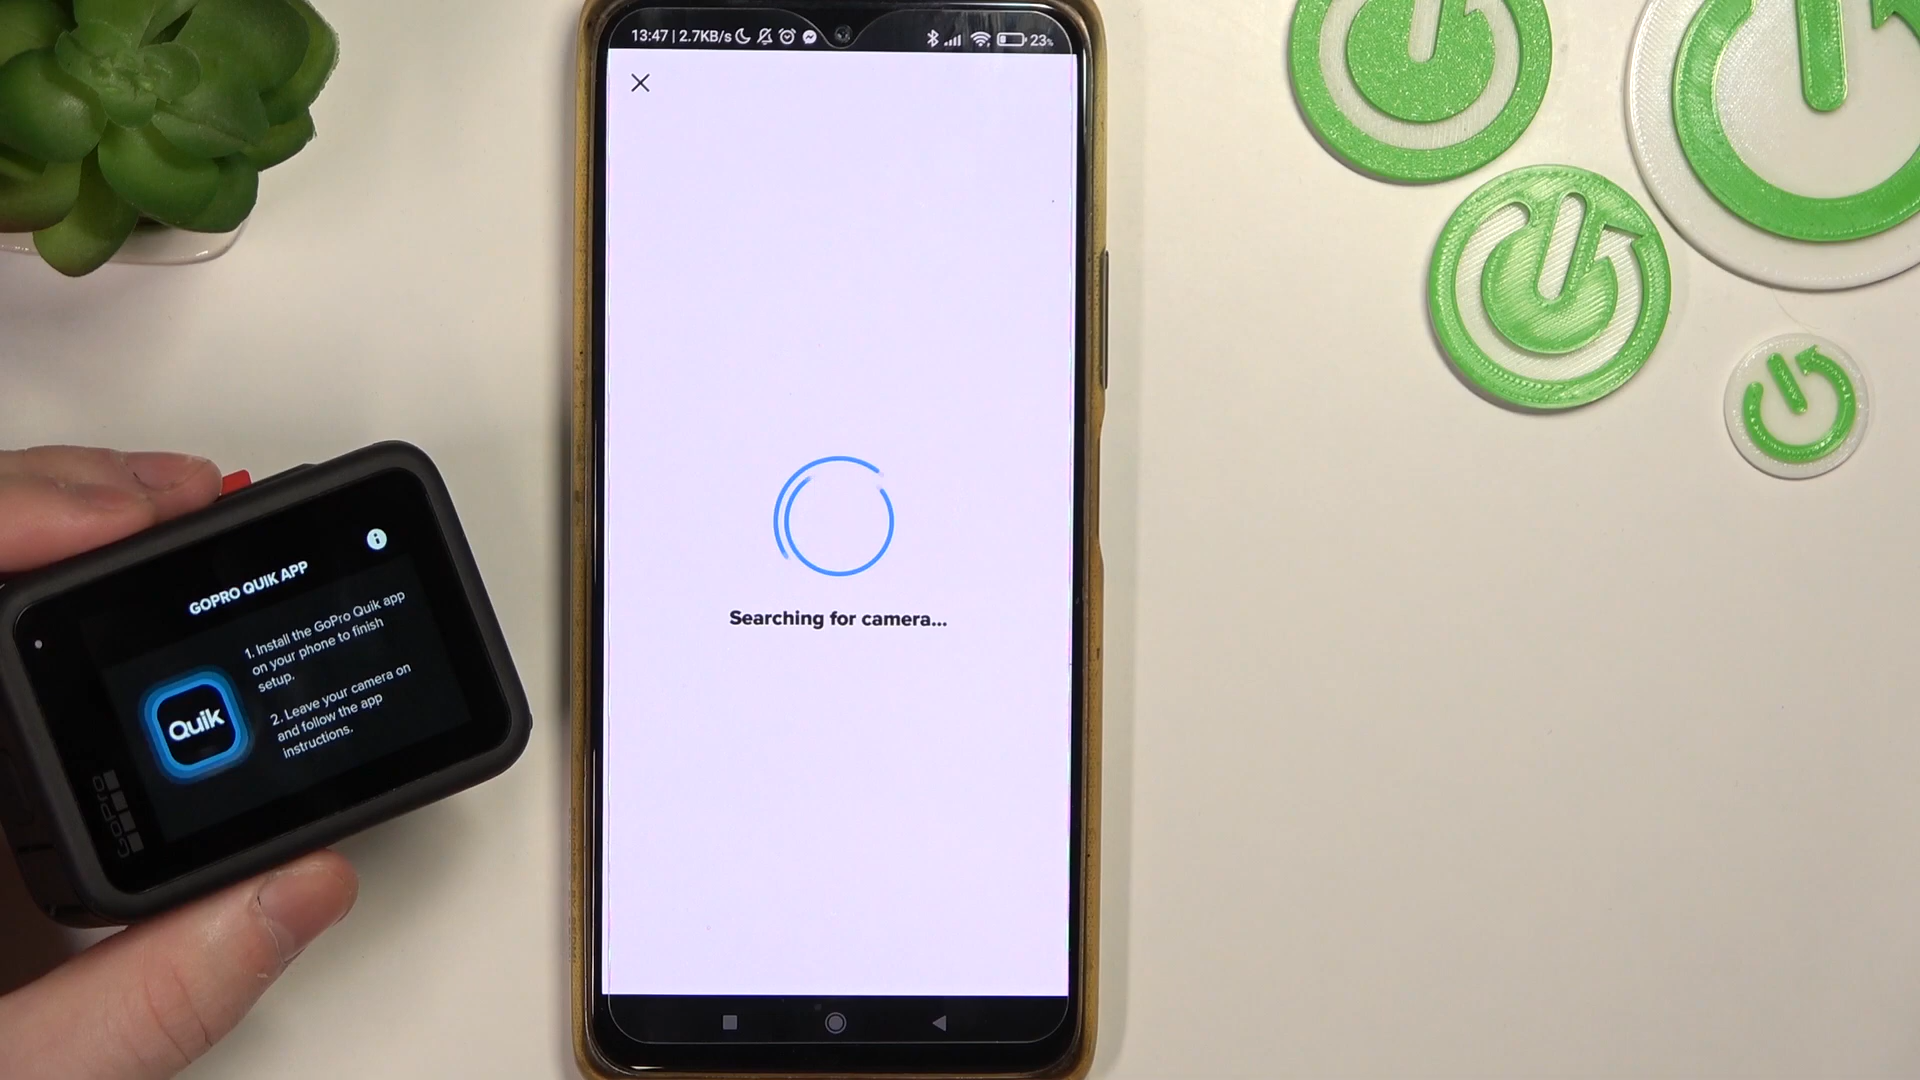 13:47 | 2.7KB/s
23%
Searching for camera...
GOPRO QUIK APP
1. Install the GoPro Quik app
on your phone to finish
setup.
Quik
2. Leave your camera on
and follow the app
instructions.
GoPro